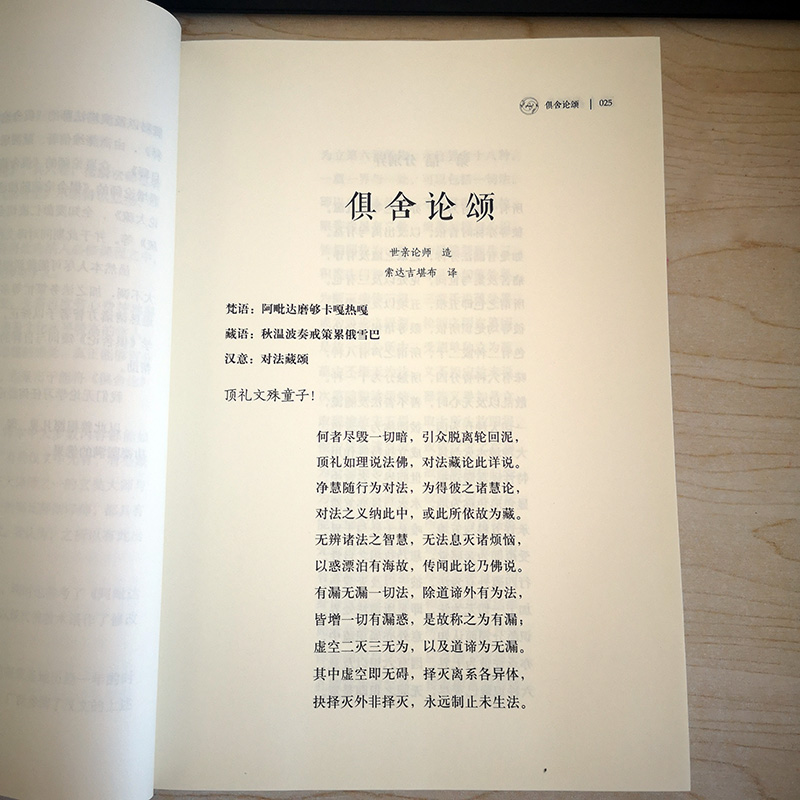 俱舍论颂 | 025
俱舍论颂
世亲论师 造
索达吉堪布 译
梵语：阿毗达磨够卡嘎热嘎
藏语：秋温波奏戒策累俄雪巴
汉意：对法藏颂
顶礼文殊童子！
何者尽毁一切暗，引众脱离轮回泥，
顶礼如理说法佛，对法藏论此详说。
净慧随行为对法，为得彼之诸慧论，
对法之义纳此中，或此所依故为藏。
无辨诸法之智慧，无法息灭诸烦恼，
以惑漂泊有海故，传闻此论乃佛说。
有漏无漏一切法，除道谛外有为法，
皆增一切有漏惑，是故称之为有漏；
虚空二灭三无为，以及道谛为无漏。
其中虚空即无碍，择灭离系各异体，
抉择灭外非择灭，永远制止未生法。